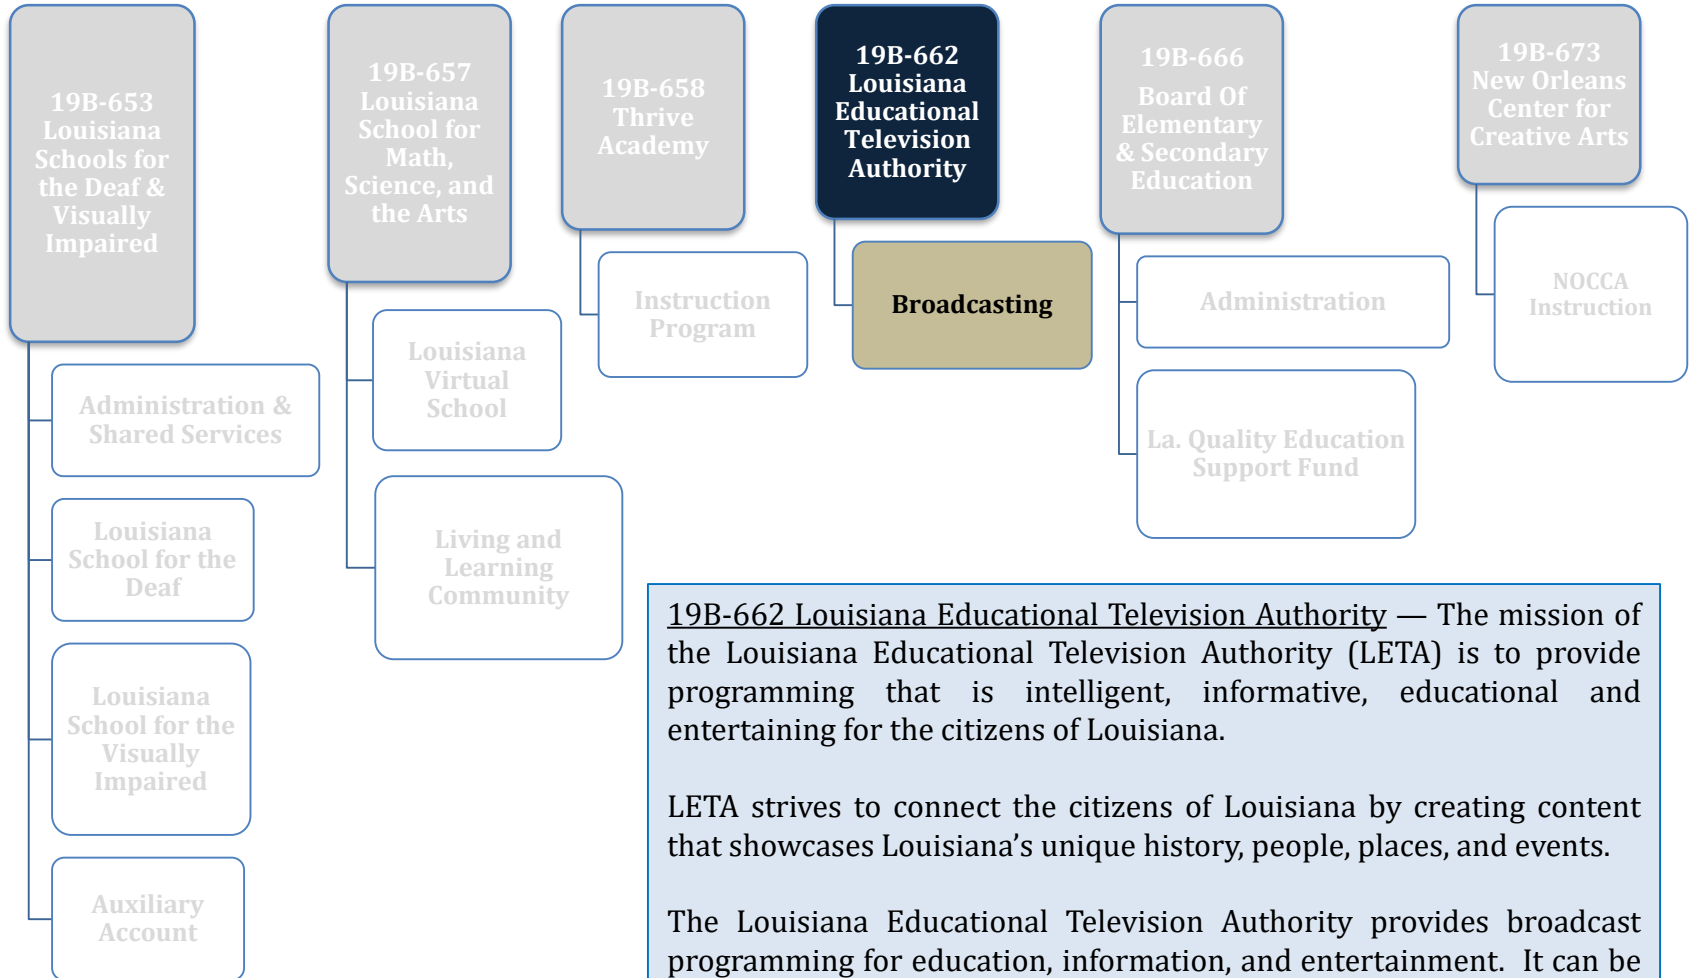 19B-653
Louisiana
Schools for
the Deaf &
Visually
Impaired
Administration &
Shared Services
Louisiana
School for the
Deaf
Louisiana
School for the
Visually
Impaired
Auxiliary
Account
19B-657
Louisiana
School for
Math,
Science, and
the Arts
Louisiana
Virtual
School
Living and
Learning
Community
19B-658
Thrive
Academy
Instruction
Program
19B-662
Louisiana
Educational
Television
Authority
Broadcasting
19B-666
Board Of
Elementary
& Secondary
Education
Administration
La. Quality Education
Support Fund
19B-673
New Orleans
Center for
Creative Arts
NOCCA
Instruction
19B-662 Louisiana Educational Television Authority — The mission of
the Louisiana Educational Television Authority (LETA) is to provide
programming that is intelligent, informative, educational and
entertaining for the citizens of Louisiana.
LETA strives to connect the citizens of Louisiana by creating content
that showcases Louisiana’s unique history, people, places, and events.
The Louisiana Educational Television Authority provides broadcast
programming for education, information, and entertainment. It can be